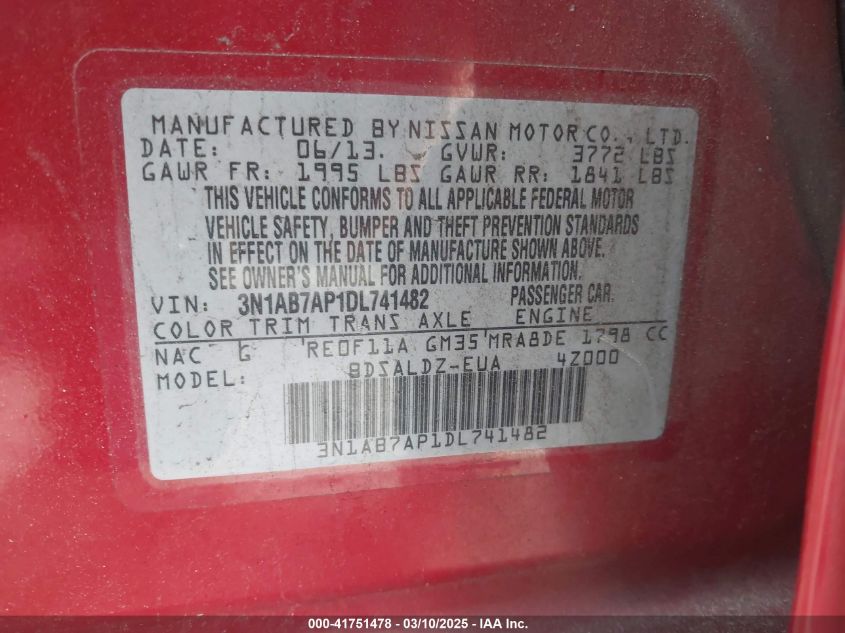 MANUFACTURED BY NISSAN MOTOR CO., LTD.
DATE: 06/13. GVWR: 3772 LBS
GAWR FR: 1995 LBS GAWR RR: 1841 LBS
THIS VEHICLE CONFORMS TO ALL APPLICABLE FEDERAL MOTOR
VEHICLE SAFETY, BUMPER AND THEFT PREVENTION STANDARDS
IN EFFECT ON THE DATE OF MANUFACTURE SHOWN ABOVE.
SEE OWNER'S MANUAL FOR ADDITIONAL INFORMATION.
VIN: 3N1AB7AP1DL741482 PASSENGER CAR
COLOR TRIM TRANS AXLE ENGINE
NAC G RE0F11A GM35 MRA8DE 1798 CC
MODEL: BDSALDZ-EUA 4Z000
3N1AB7AP1DL741482
000-41751478 - 03/10/2025 - IAAI.com